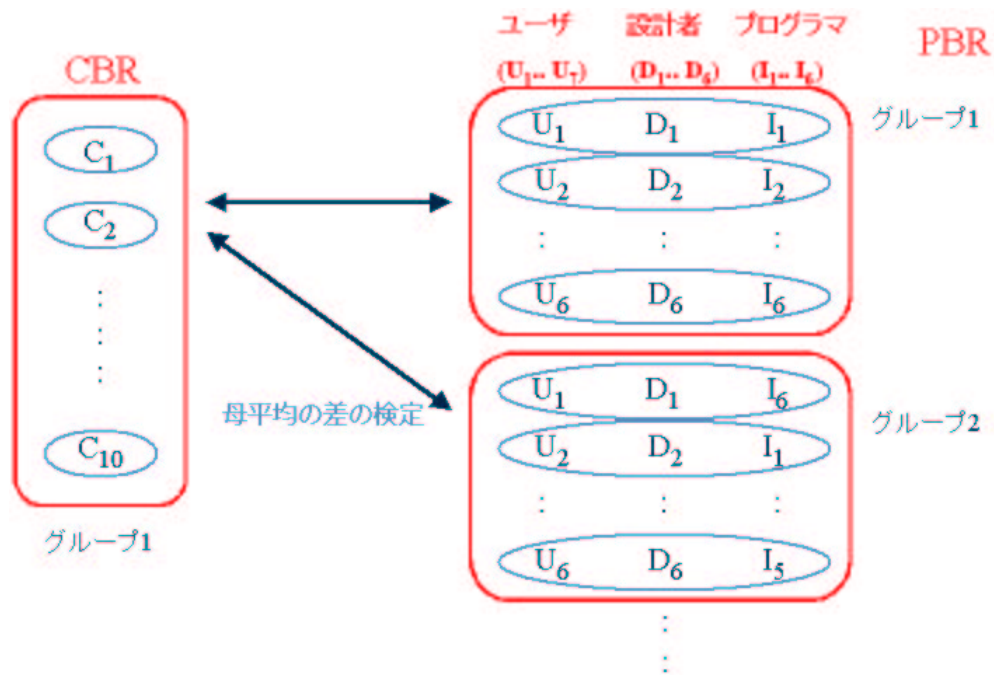 ユーザ 設計者 プログラマ PBR
CBR (U₁.. U₇) (D₁.. D₆) (I₁.. I₆)
U₁ D₁ I₁ グループ1
C₁
U₂ D₂ I₂
C₂
⋮ ⋮ ⋮
⋮
U₆ D₆ I₆
U₁ D₁ I₆
母平均の差の検定 グループ2
C₁₀ U₂ D₂ I₁
⋮ ⋮ ⋮
グループ1
U₆ D₆ I₅
⋮